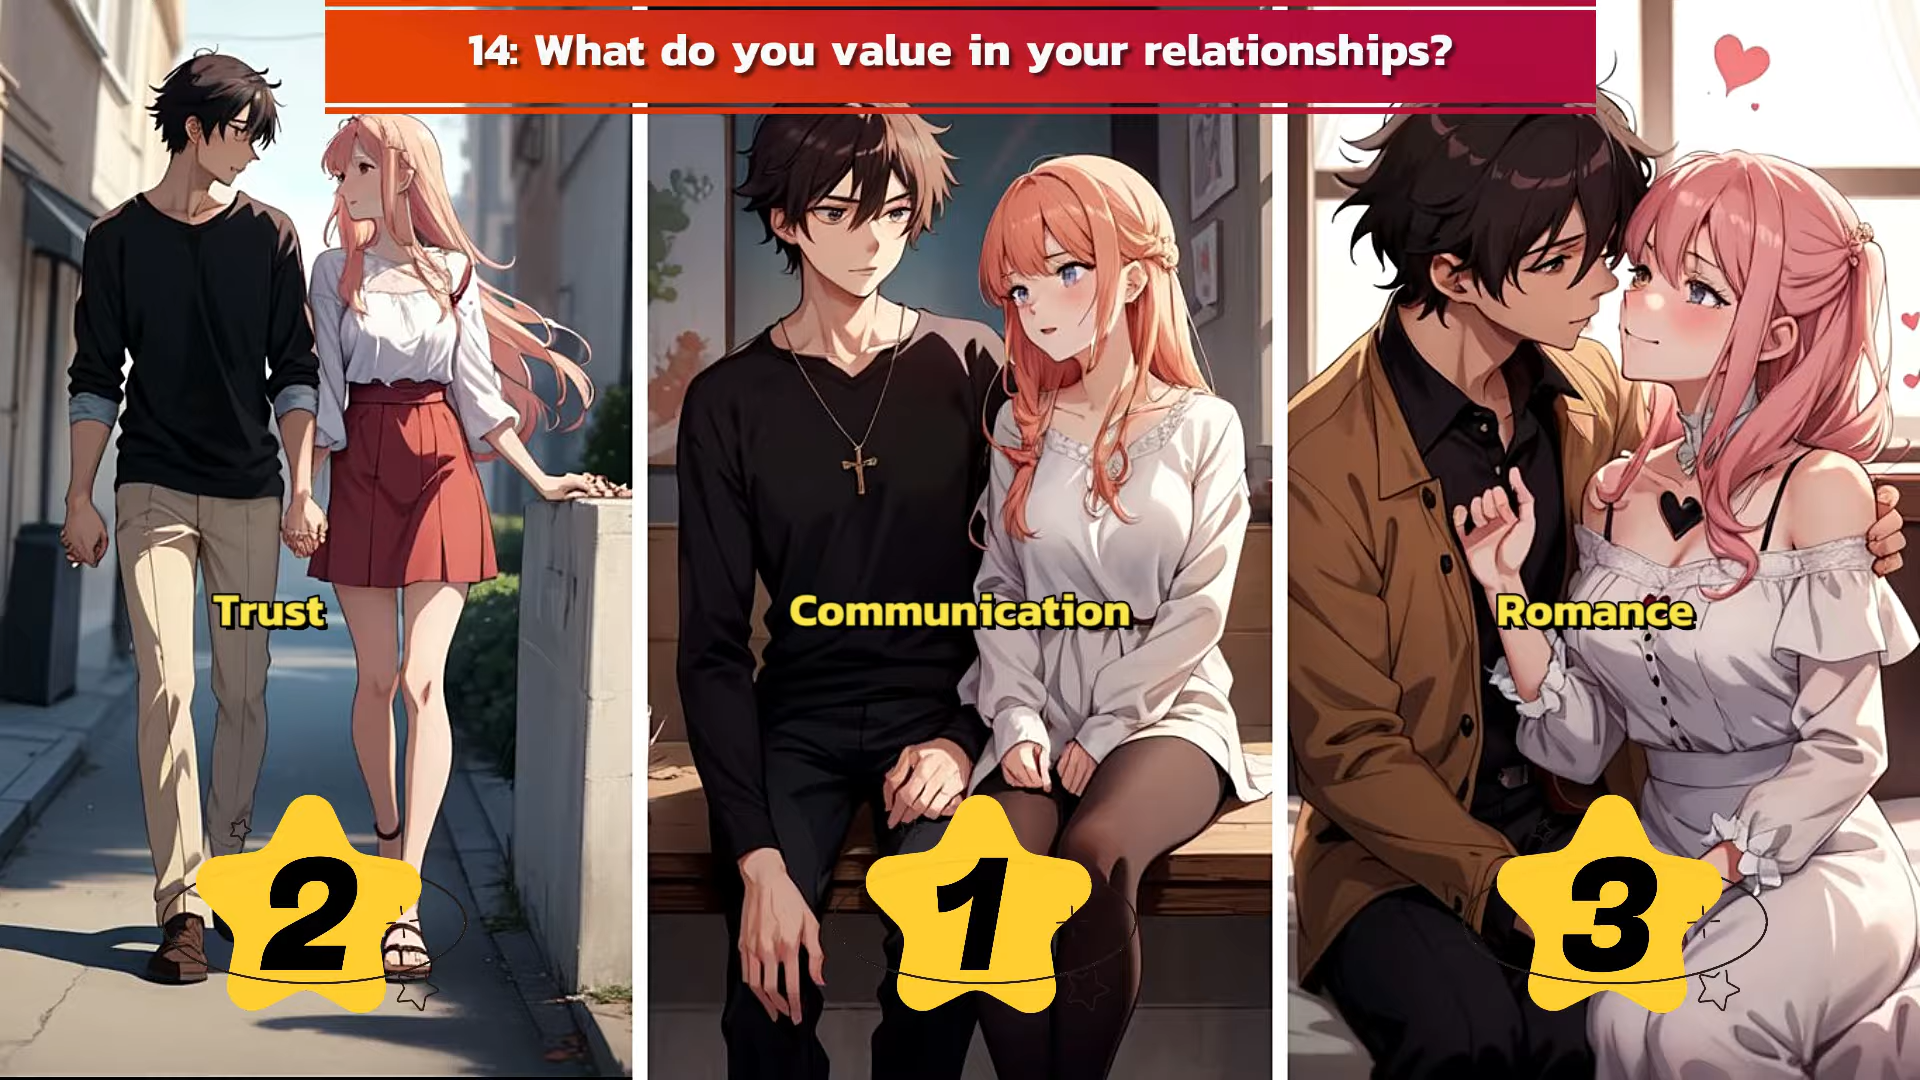 14: What do you value in your relationships?
Trust
Communication
Romance
2
1
3